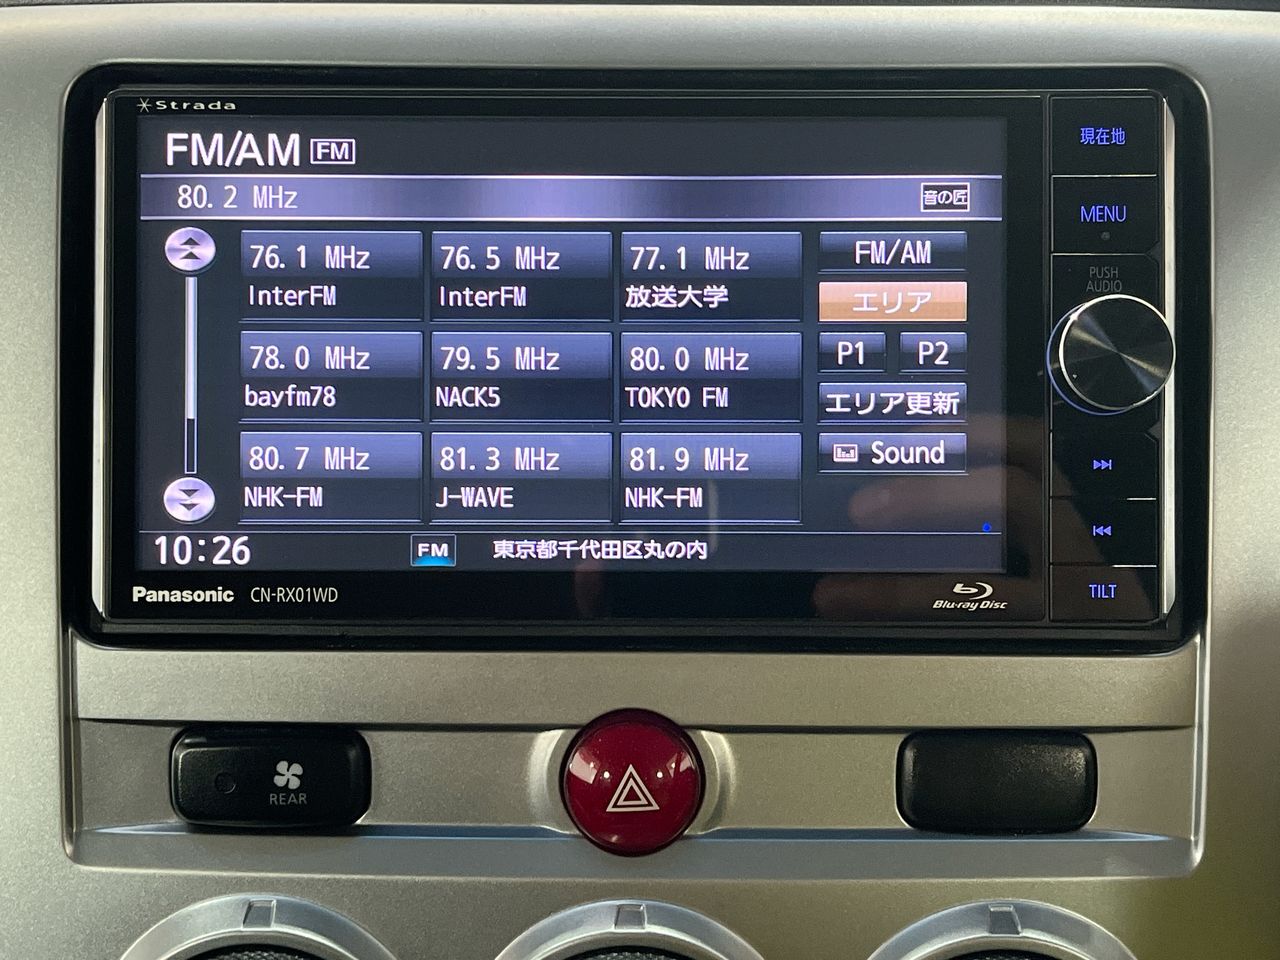 Strada
FM/AM FM
80.2 MHz 音の匠
76.1 MHz 76.5 MHz 77.1 MHz FM/AM
InterFM InterFM 放送大学 エリア
78.0 MHz 79.5 MHz 80.0 MHz P1 P2
bayfm78 NACK5 TOKYO FM エリア更新
80.7 MHz 81.3 MHz 81.9 MHz Sound
NHK-FM J-WAVE NHK-FM
10:26 FM 東京都千代田区丸の内
Panasonic CN-RX01WD Blu-ray Disc
現在地
MENU
PUSH
AUDIO
TILT
REAR